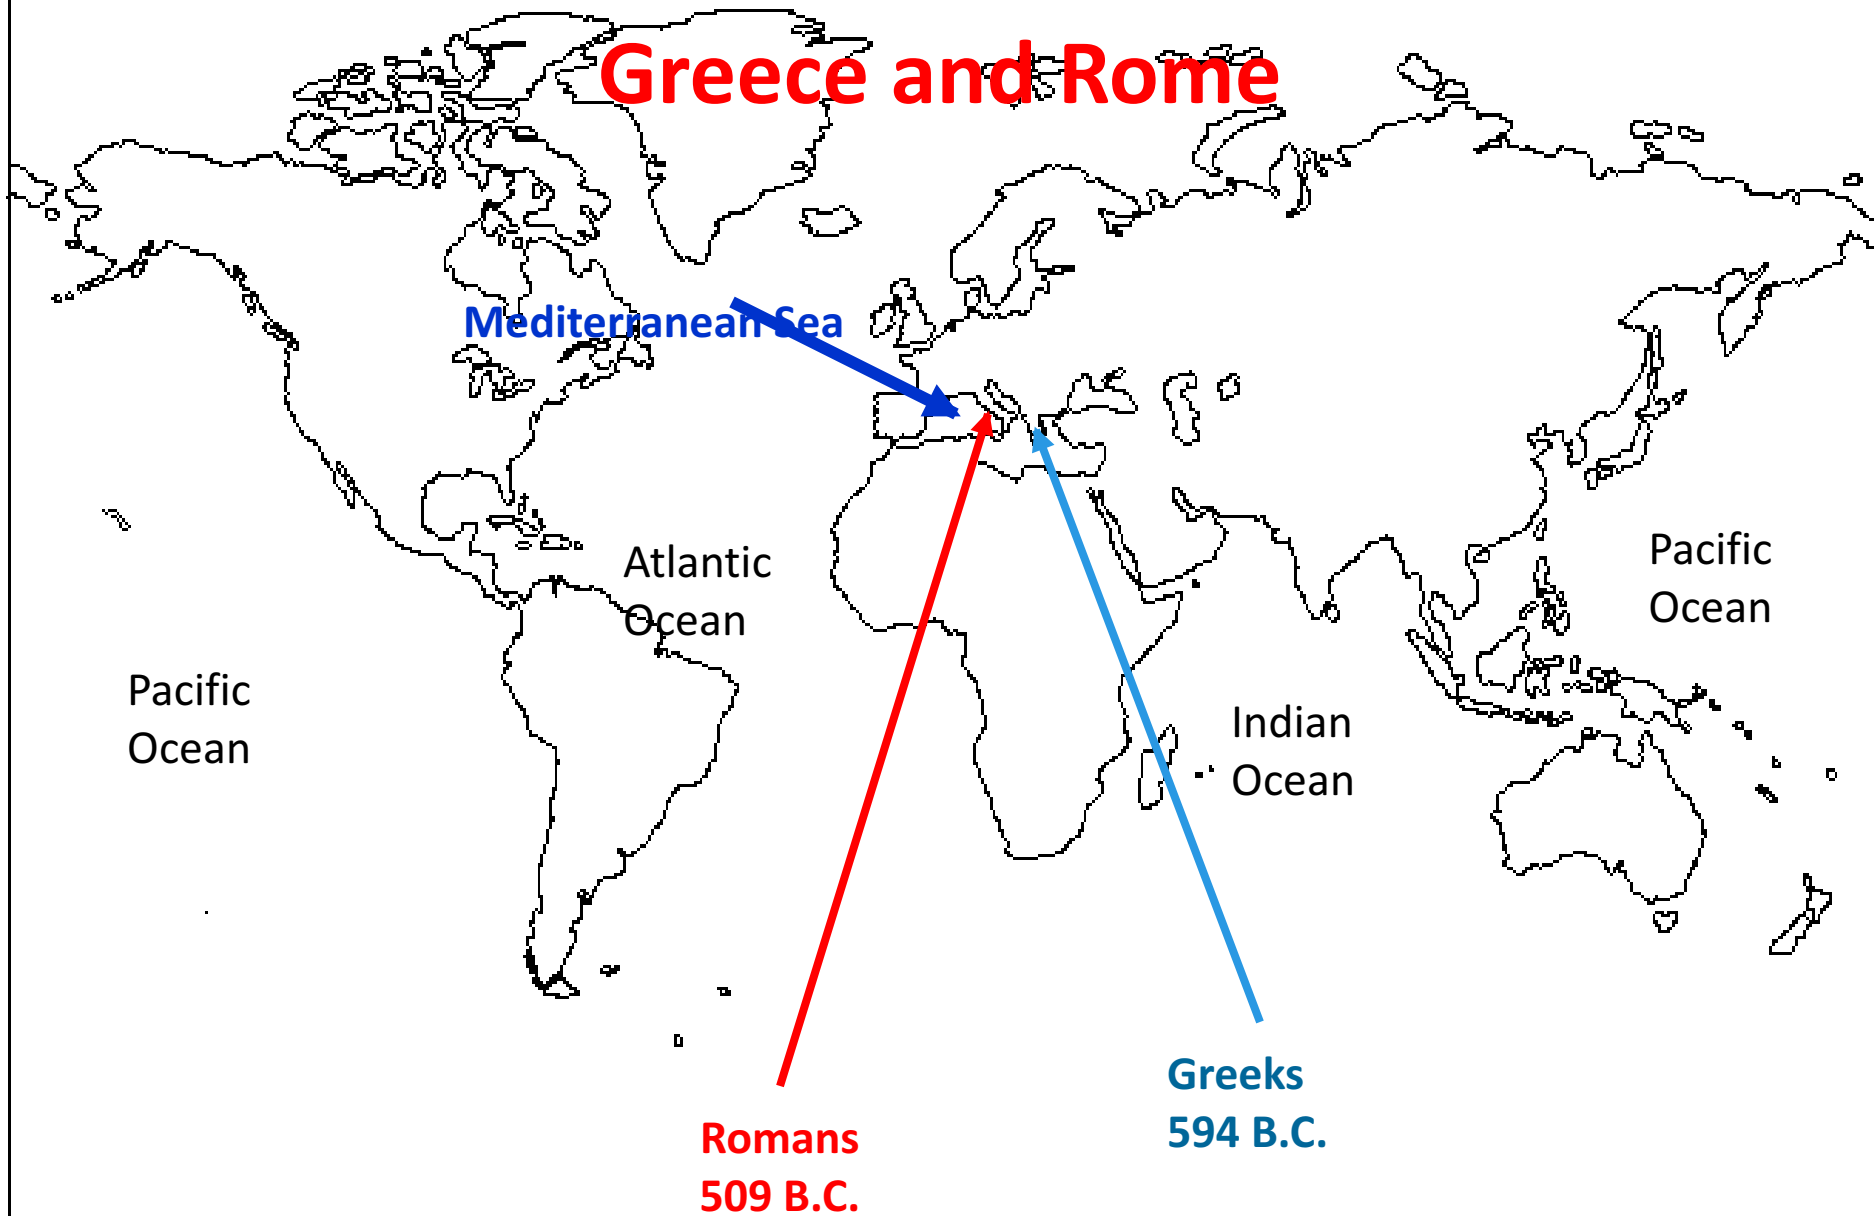 Greece and Rome
Mediterranean Sea
Atlantic
Ocean
Pacific
Ocean
Pacific
Ocean
Indian
Ocean
Greeks
594 B.C.
Romans
509 B.C.